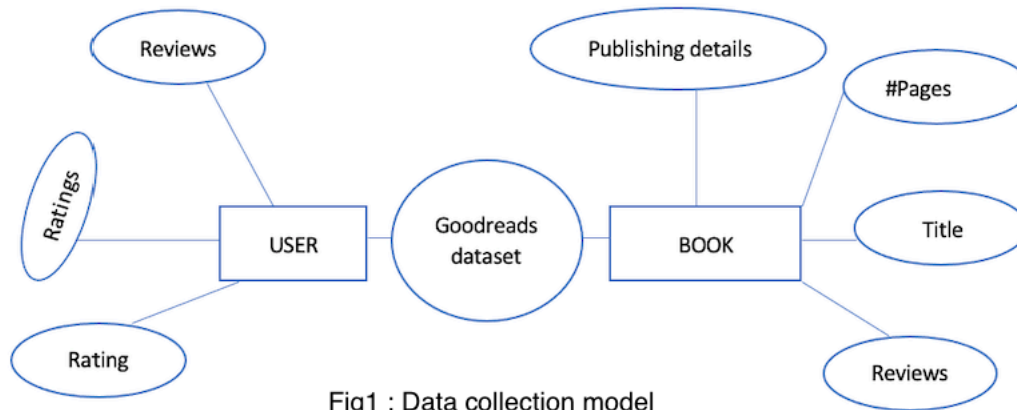 Reviews
Publishing details
#Pages
Ratings
USER
Goodreads
dataset
BOOK
Title
Rating
Reviews
Fig1 : Data collection model